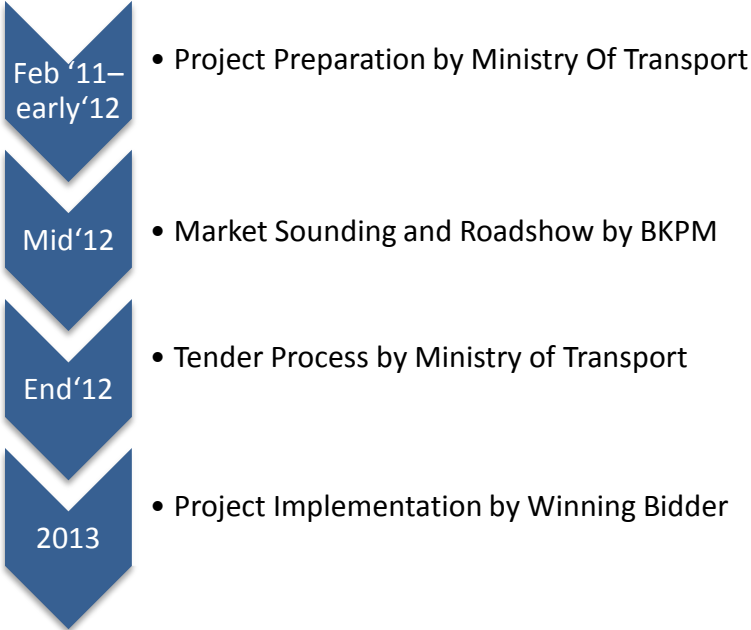 Feb ‘11–
early‘12
• Project Preparation by Ministry Of Transport
Mid‘12
• Market Sounding and Roadshow by BKPM
End‘12
• Tender Process by Ministry of Transport
2013
• Project Implementation by Winning Bidder